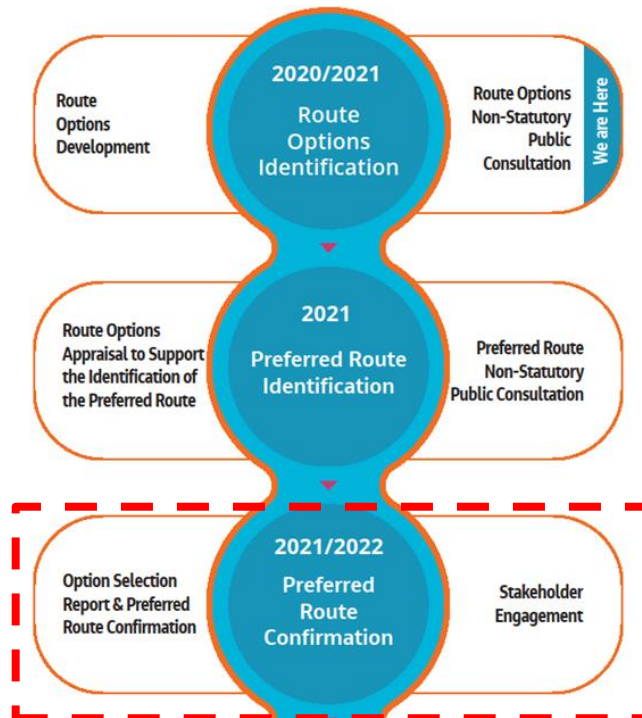 Route
Options
Development
2020/2021
Route
Options
Identification
Route Options
Non-Statutory
Public
Consultation
We are Here
Route Options
Appraisal to Support
the Identification of
the Preferred Route
2021
Preferred Route
Identification
Preferred Route
Non-Statutory
Public Consultation
Option Selection
Report & Preferred
Route Confirmation
2021/2022
Preferred
Route
Confirmation
Stakeholder
Engagement